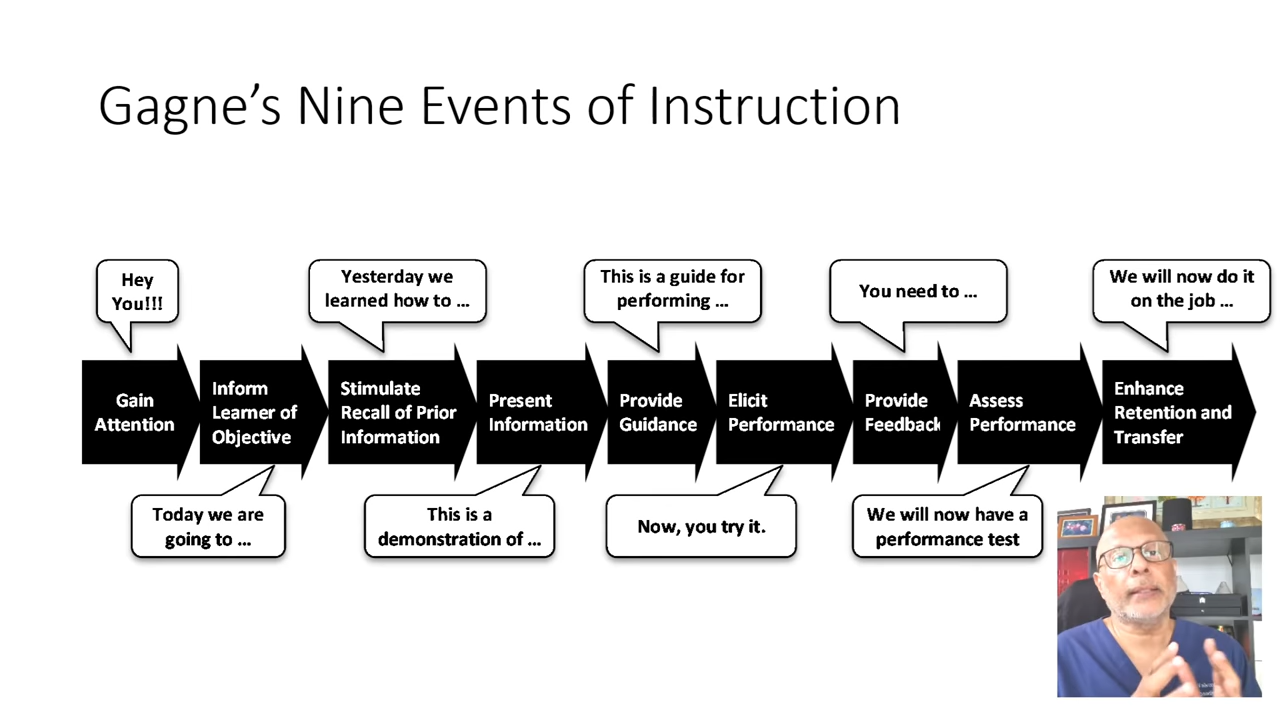 Gagne’s Nine Events of Instruction
Hey
You!!!
Yesterday we
learned how to ...
This is a guide for
performing ...
You need to ...
We will now do it
on the job ...
Gain
Attention
Inform
Learner of
Objective
Stimulate
Recall of Prior
Information
Present
Information
Provide
Guidance
Elicit
Performance
Provide
Feedback
Assess
Performance
Enhance
Retention and
Transfer
Today we are
going to ...
This is a
demonstration of ...
Now, you try it.
We will now have a
performance test